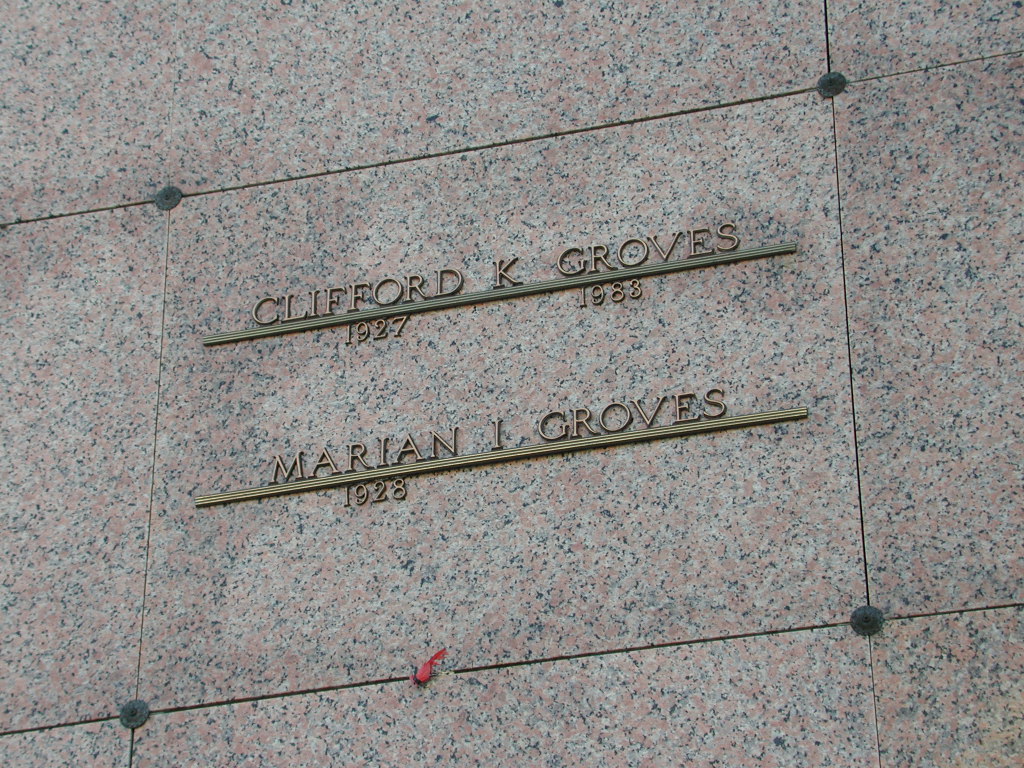 CLIFFORD K GROVES
1927 1983
MARIAN I GROVES
1928